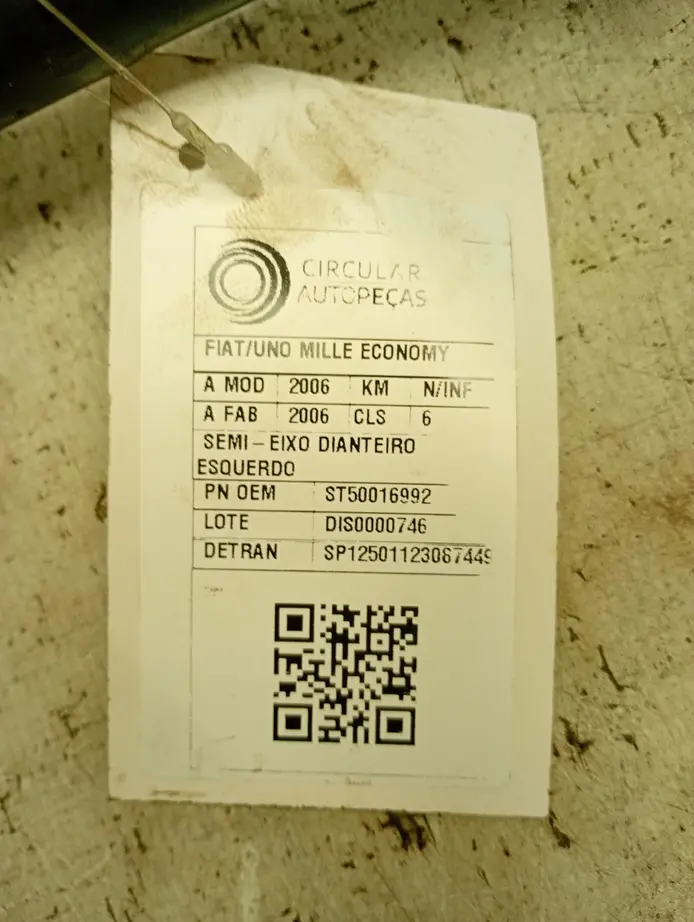 CIRCULAR
AUTOPEÇAS
FIAT/UNO MILLE ECONOMY
A MOD 2006 KM N/INF
A FAB 2006 CLS 6
SEMI-EIXO DIANTEIRO
ESQUERDO
PN OEM ST50016992
LOTE DIS0000746
DETRAN SP12501123087449